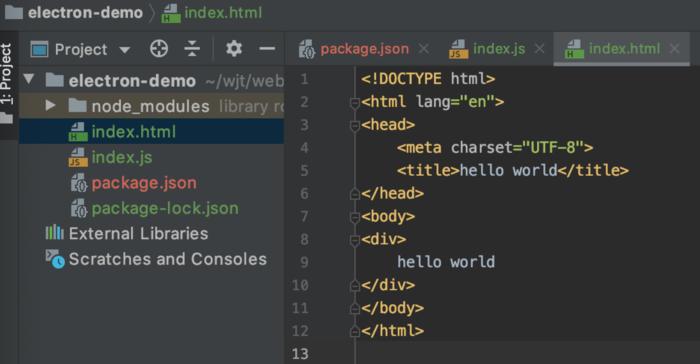 electron-demo index.html
1: Project
Project
package.json index.js index.html
electron-demo ~/wjt/web
node_modules library ro
index.html
index.js
package.json
package-lock.json
External Libraries
Scratches and Consoles
1 <!DOCTYPE html>
2 <html lang="en">
3 <head>
4 <meta charset="UTF-8">
5 <title>hello world</title>
6 </head>
7 <body>
8 <div>
9 hello world
10 </div>
11 </body>
12 </html>
13